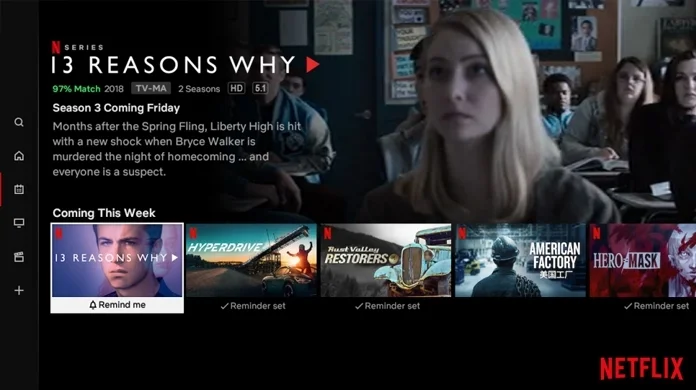 N SERIES
13 REASONS WHY
97% Match 2018 TV-MA 2 Seasons HD 5.1
Season 3 Coming Friday
Months after the Spring Fling, Liberty High is hit
with a new shock when Bryce Walker is
murdered the night of homecoming ... and
everyone is a suspect.
Coming This Week
N
13 REASONS WHY
Remind me
N
HYPERDRIVE
Reminder set
N
Rust Valley
RESTORERS
Reminder set
N
AMERICAN
FACTORY
美国工厂
N
HERO MASK
Reminder set
NETFLIX